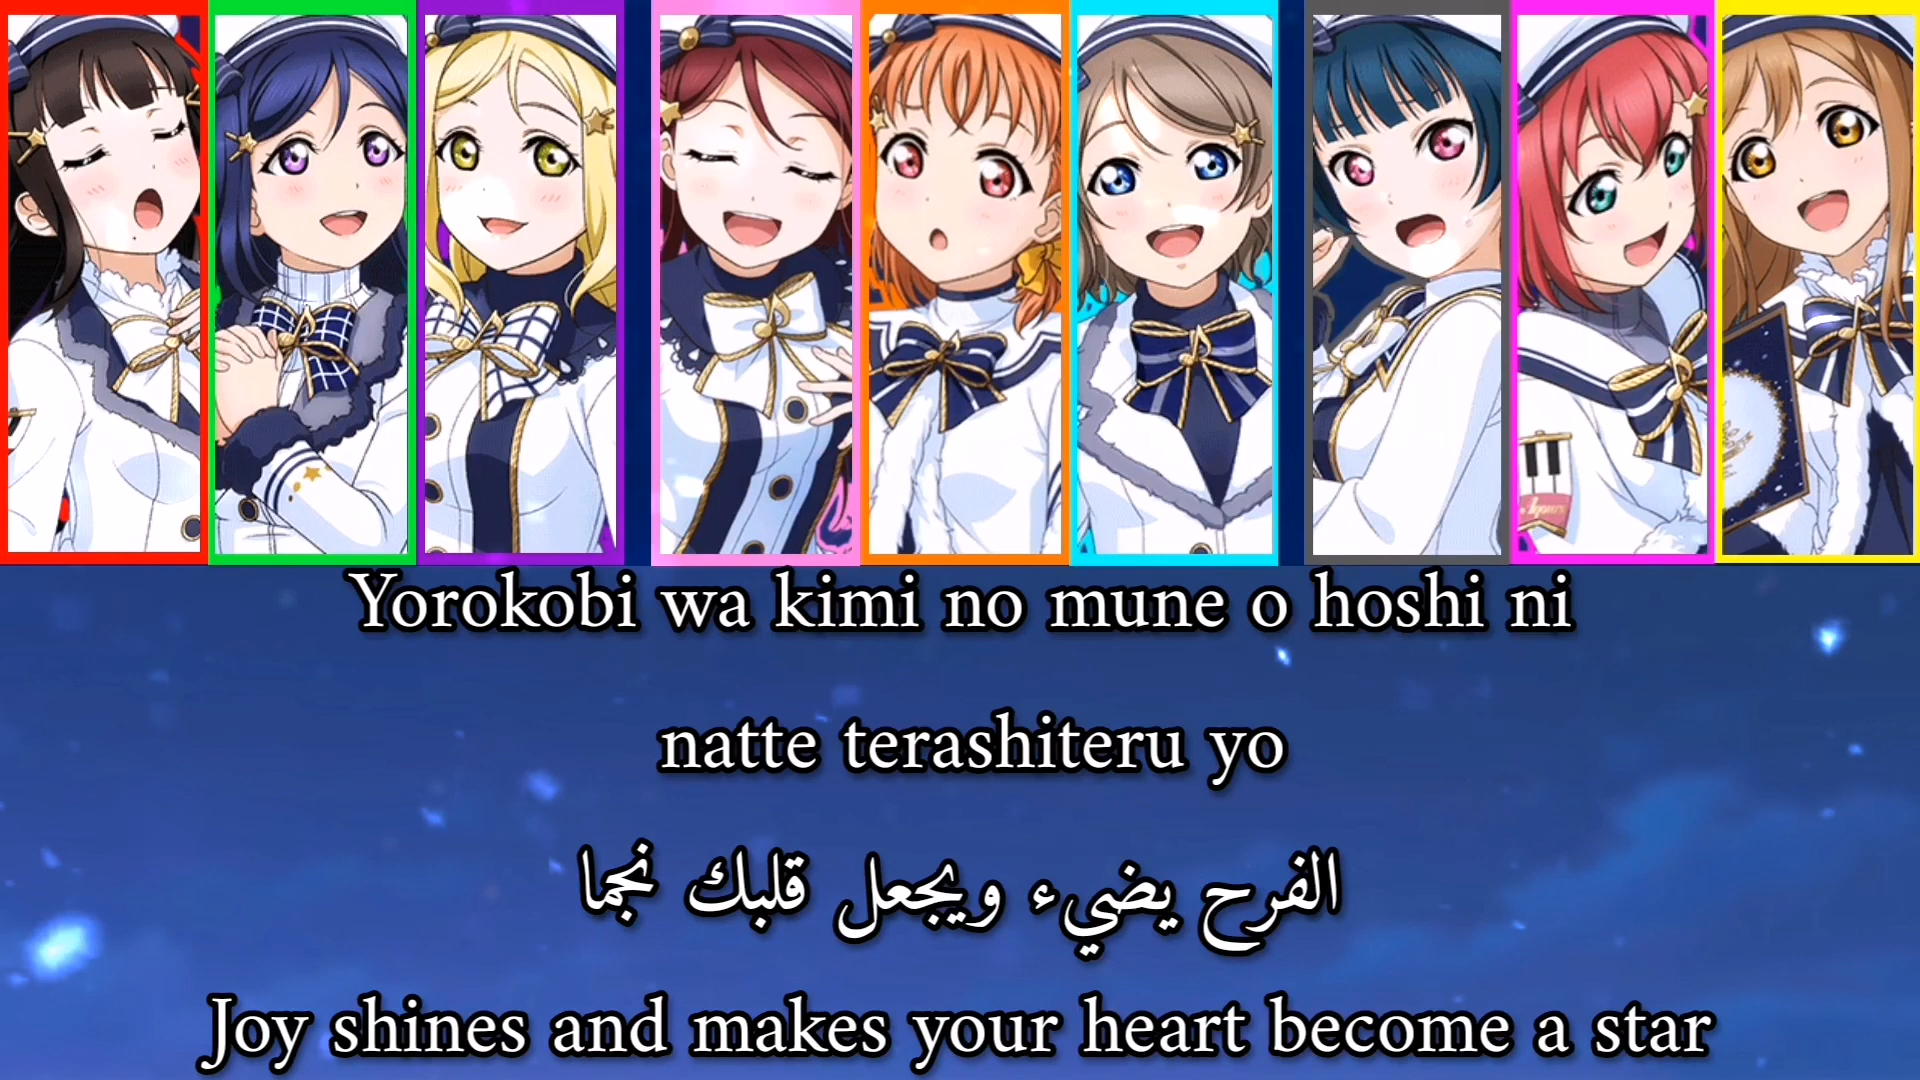 Yorokobi wa kimi no mune o hoshi ni
natte terashiteru yo
الفرح يضيء ويجعل قلبك نجما
Joy shines and makes your heart become a star
Aqours